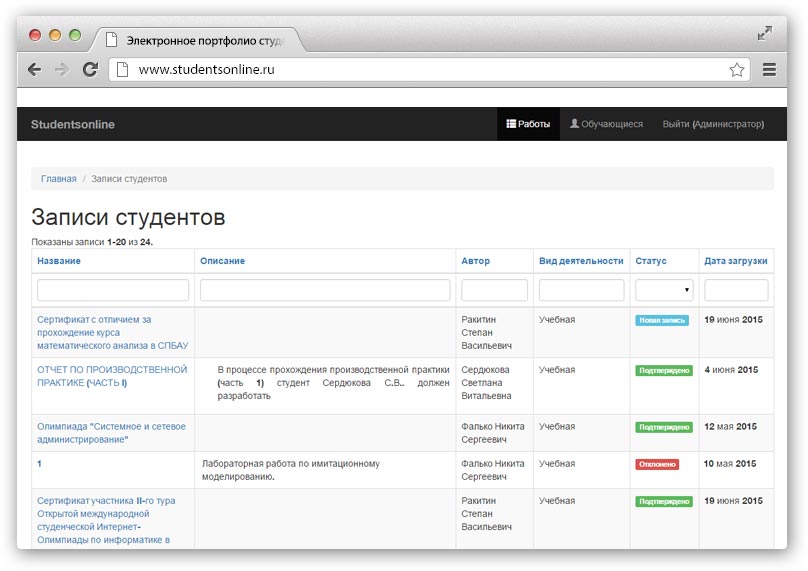 Электронное портфолио студе
www.studentsonline.ru
Studentsonline Работы Обучающиеся Выйти (Администратор)
Главная / Записи студентов
Записи студентов
Показаны записи 1-20 из 24.
Название Описание Автор Вид деятельности Статус Дата загрузки
Сертификат с отличием за
прохождение курса
математического анализа в СПБАУ
Ракитин
Степан
Васильевич
Учебная
Новая запись
19 июня 2015
ОТЧЕТ ПО ПРОИЗВОДСТВЕННОЙ
ПРАКТИКЕ (ЧАСТЬ I)
В процессе прохождения производственной практики
(часть 1) студент Сердюкова С.В.. должен
разработать
Сердюкова
Светлана
Витальевна
Учебная
Подтверждено
4 июня 2015
Олимпиада "Системное и сетевое
администрирование"
Фалько Никита
Сергеевич
Учебная
Подтверждено
12 мая 2015
1
Лабораторная работа по имитационному
моделированию.
Фалько Никита
Сергеевич
Учебная
Отклонено
10 мая 2015
Сертификат участника II-го тура
Открытой международной
студенческой Интернет-
Олимпиады по информатике в
Ракитин
Степан
Васильевич
Учебная
Подтверждено
19 июня 2015